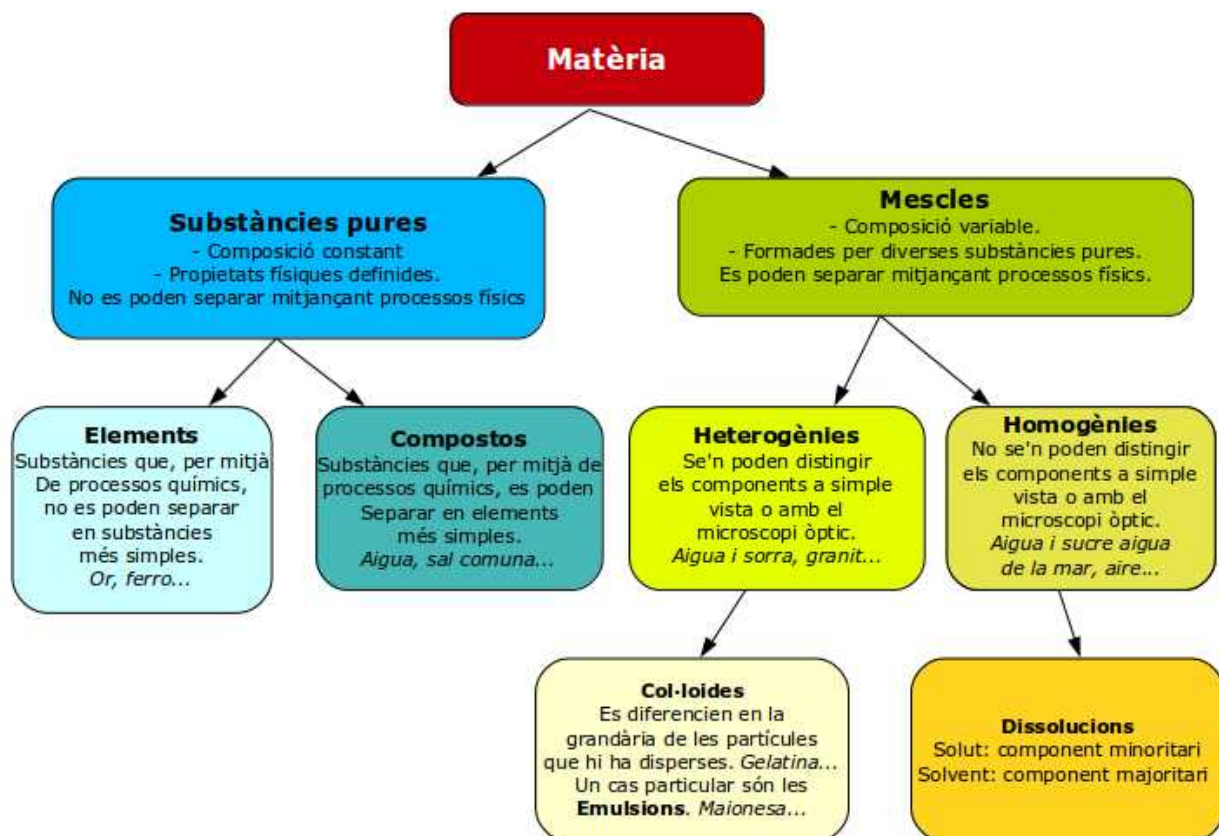 Matèria
Substàncies pures
- Composició constant
- Propietats físiques definides.
No es poden separar mitjançant processos físics
Mescles
- Composició variable.
- Formades per diverses substàncies pures.
Es poden separar mitjançant processos físics.
Elements
Substàncies que, per mitjà
De processos químics,
no es poden separar
en substàncies
més simples.
Or, ferro...
Compostos
Substàncies que, per mitjà de
processos químics, es poden
Separar en elements
més simples.
Aigua, sal comuna...
Heterogènies
Se'n poden distingir
els components a simple
vista o amb el
microscopi òptic.
Aigua i sorra, granit...
Homogènies
No se'n poden distingir
els components a simple
vista o amb el
microscopi òptic.
Aigua i sucre aigua
de la mar, aire...
Col·loides
Es diferencien en la
grandària de les partícules
que hi ha disperses. Gelatina...
Un cas particular són les
Emulsions. Maionesa...
Dissolucions
Solut: component minoritari
Solvent: component majoritari